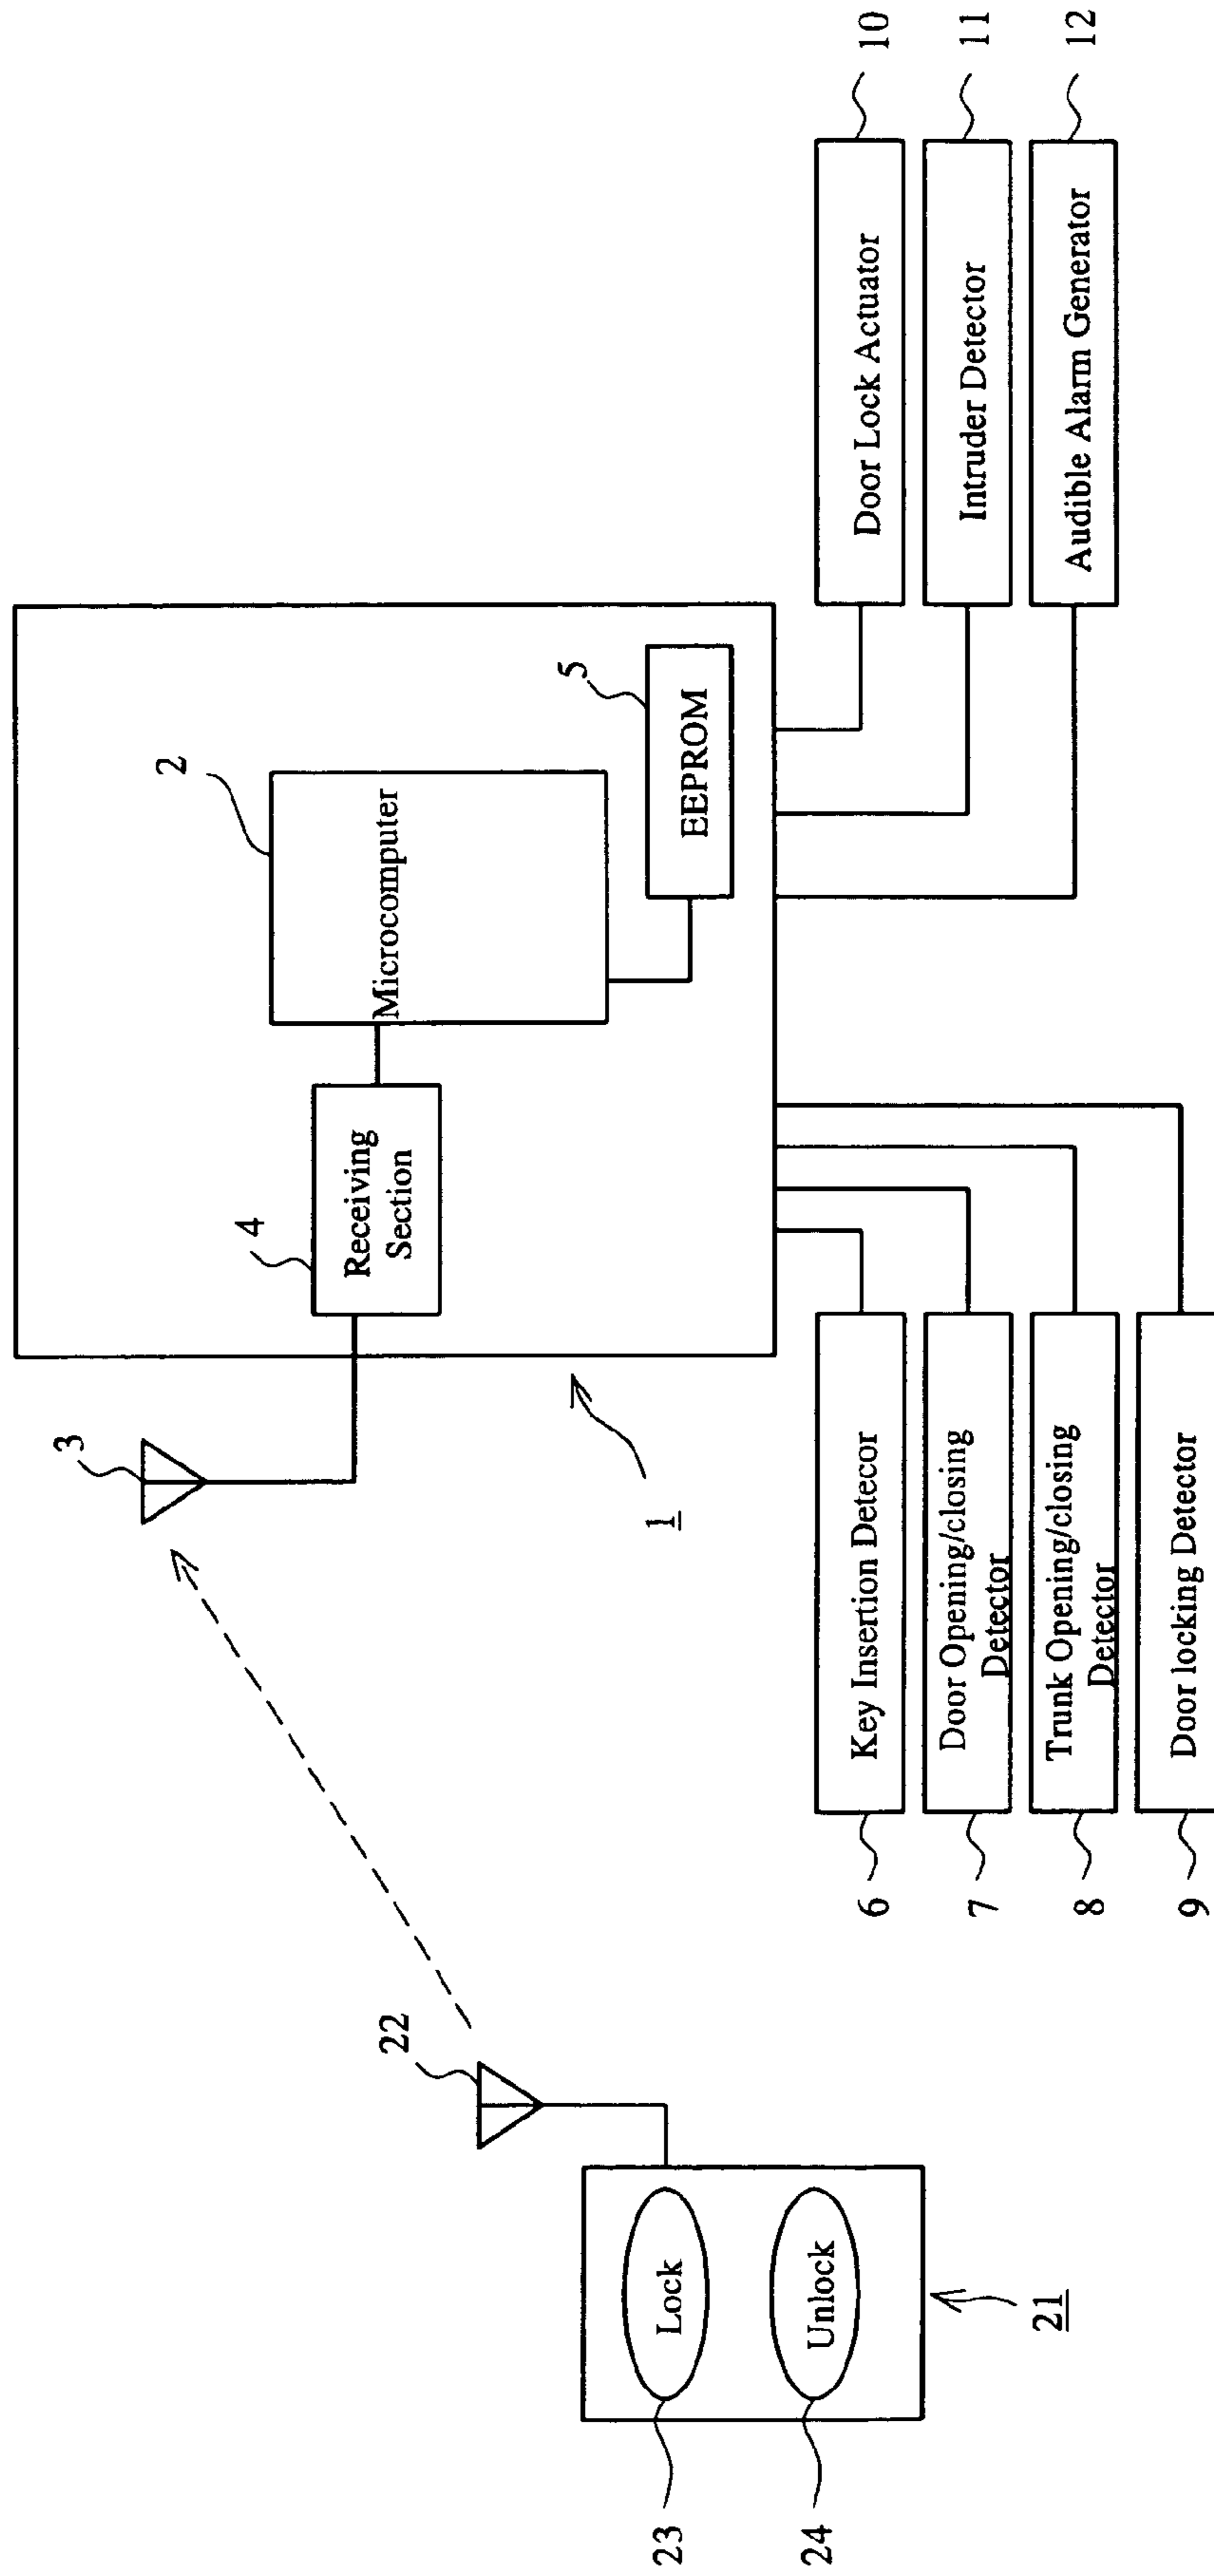 3
4
Receiving
Section
2
Microcomputer
5
EEPROM
1
22
Lock
Unlock
23
24
21
6
Key Insertion Detecor
7
Door Opening/closing
Detector
8
Trunk Opening/closing
Detector
9
Door locking Detector
Door Lock Actuator
10
Intruder Detector
11
Audible Alarm Generator
12